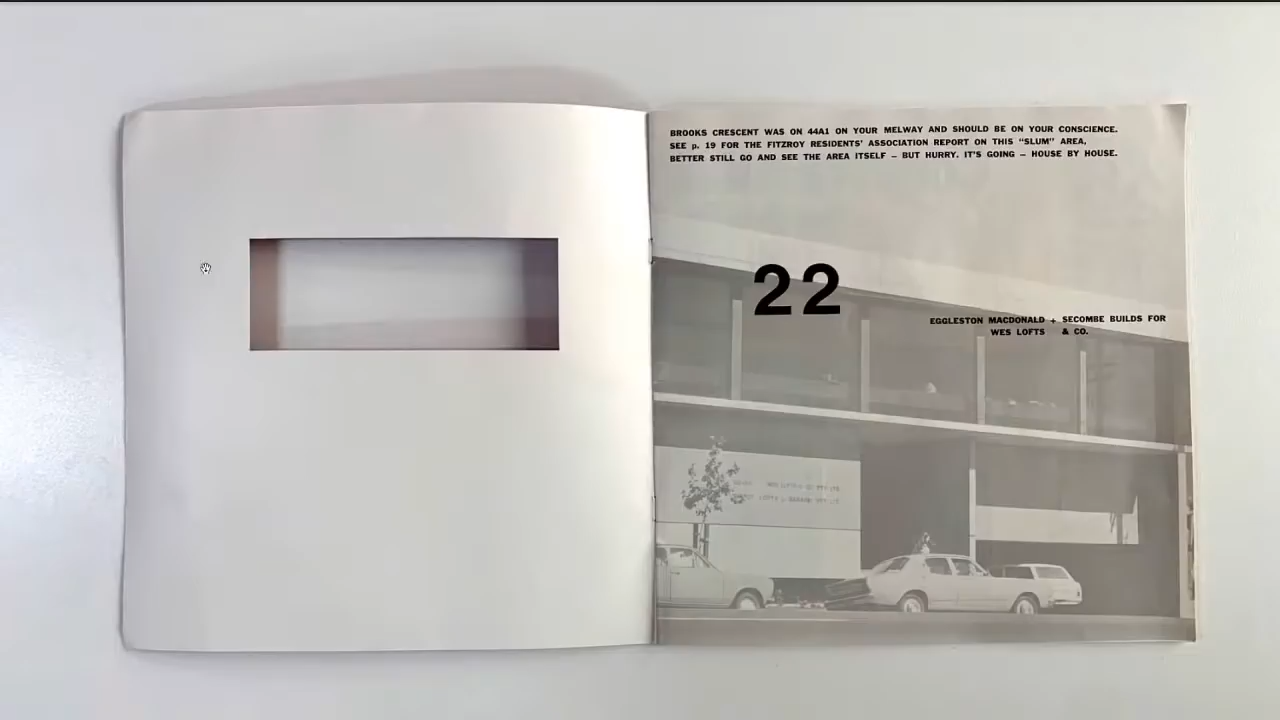 BROOKS CRESCENT WAS ON 44A1 ON YOUR MELWAY AND SHOULD BE ON YOUR CONSCIENCE.
SEE p. 19 FOR THE FITZROY RESIDENTS' ASSOCIATION REPORT ON THIS "SLUM" AREA,
BETTER STILL GO AND SEE THE AREA ITSELF – BUT HURRY. IT'S GOING – HOUSE BY HOUSE.
22
EGGLESTON MACDONALD + SECOMBE BUILDS FOR
WES LOFTS & CO.